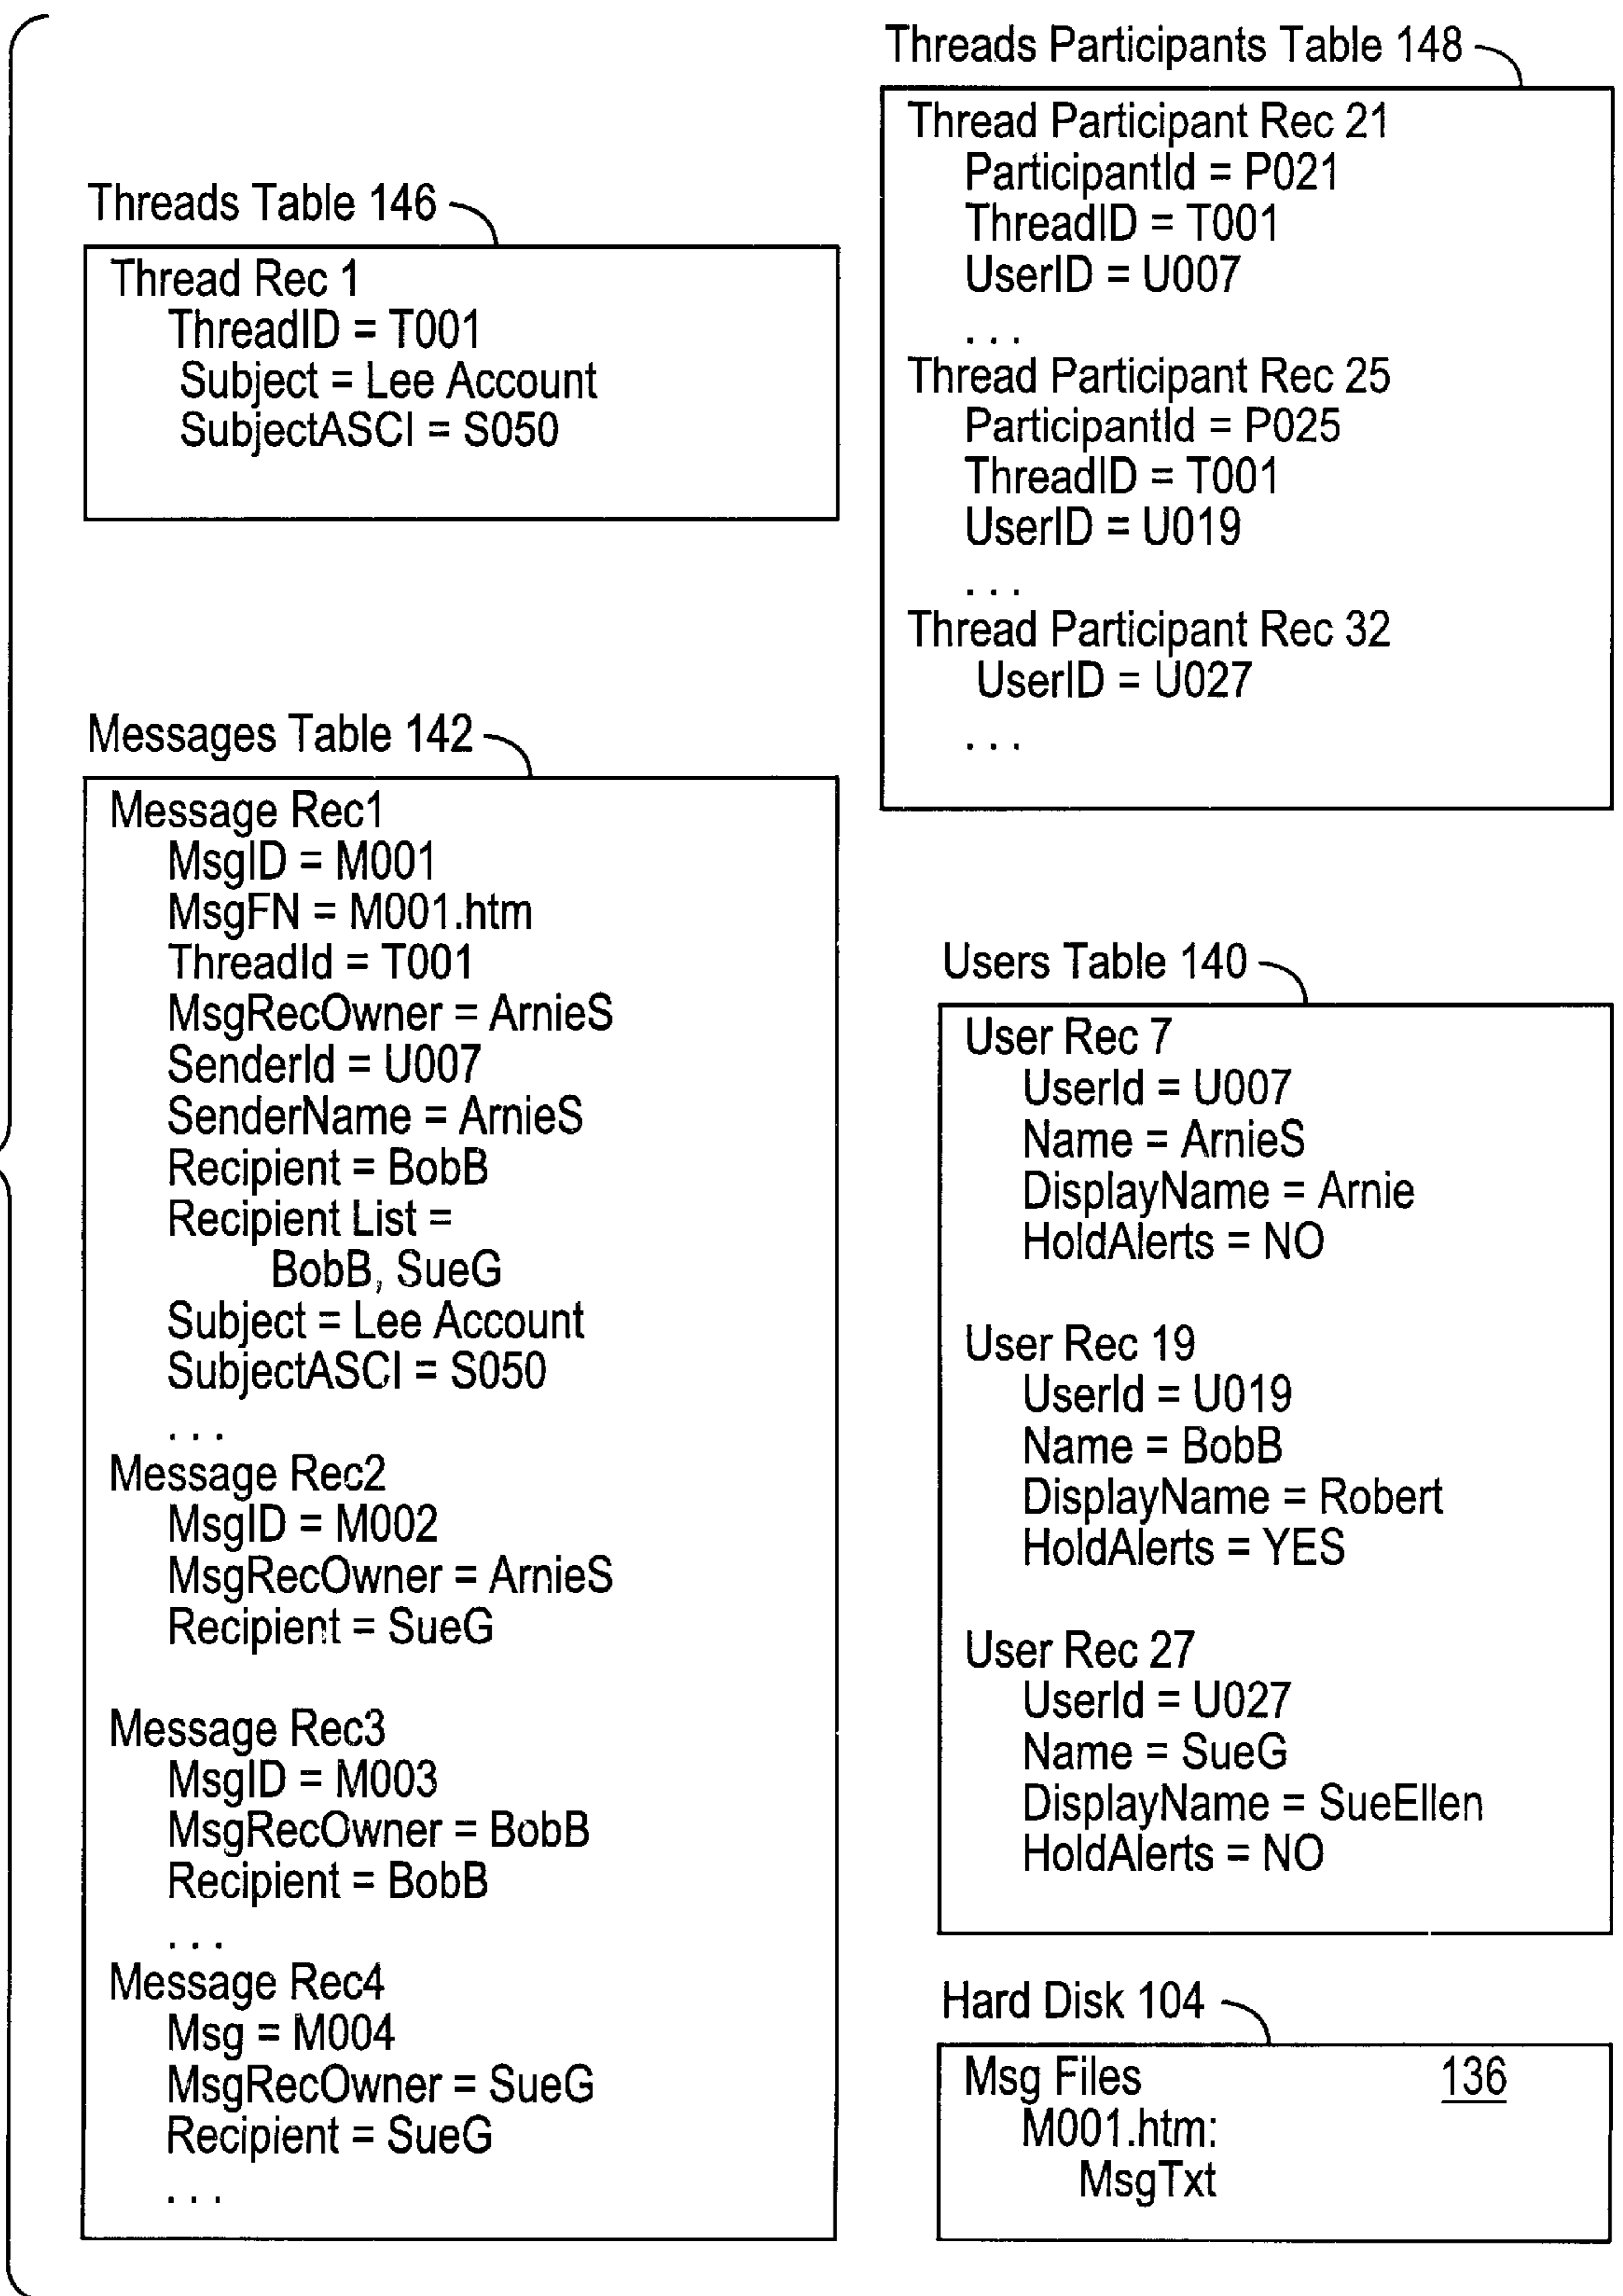 Threads Table 146
Thread Rec 1
ThreadID = T001
Subject = Lee Account
SubjectASCI = S050
Messages Table 142
Message Rec1
MsgID = M001
MsgFN = M001.htm
ThreadId = T001
MsgRecOwner = ArnieS
SenderId = U007
SenderName = ArnieS
Recipient = BobB
Recipient List =
BobB, SueG
Subject = Lee Account
SubjectASCI = S050
. . .
Message Rec2
MsgID = M002
MsgRecOwner = ArnieS
Recipient = SueG
Message Rec3
MsgID = M003
MsgRecOwner = BobB
Recipient = BobB
. . .
Message Rec4
Msg = M004
MsgRecOwner = SueG
Recipient = SueG
. . .
Threads Participants Table 148
Thread Participant Rec 21
ParticipantId = P021
ThreadID = T001
UserID = U007
. . .
Thread Participant Rec 25
ParticipantId = P025
ThreadID = T001
UserID = U019
. . .
Thread Participant Rec 32
UserID = U027
. . .
Users Table 140
User Rec 7
UserId = U007
Name = ArnieS
DisplayName = Arnie
HoldAlerts = NO
User Rec 19
UserId = U019
Name = BobB
DisplayName = Robert
HoldAlerts = YES
User Rec 27
UserId = U027
Name = SueG
DisplayName = SueEllen
HoldAlerts = NO
Hard Disk 104
Msg Files 136
M001.htm:
MsgTxt